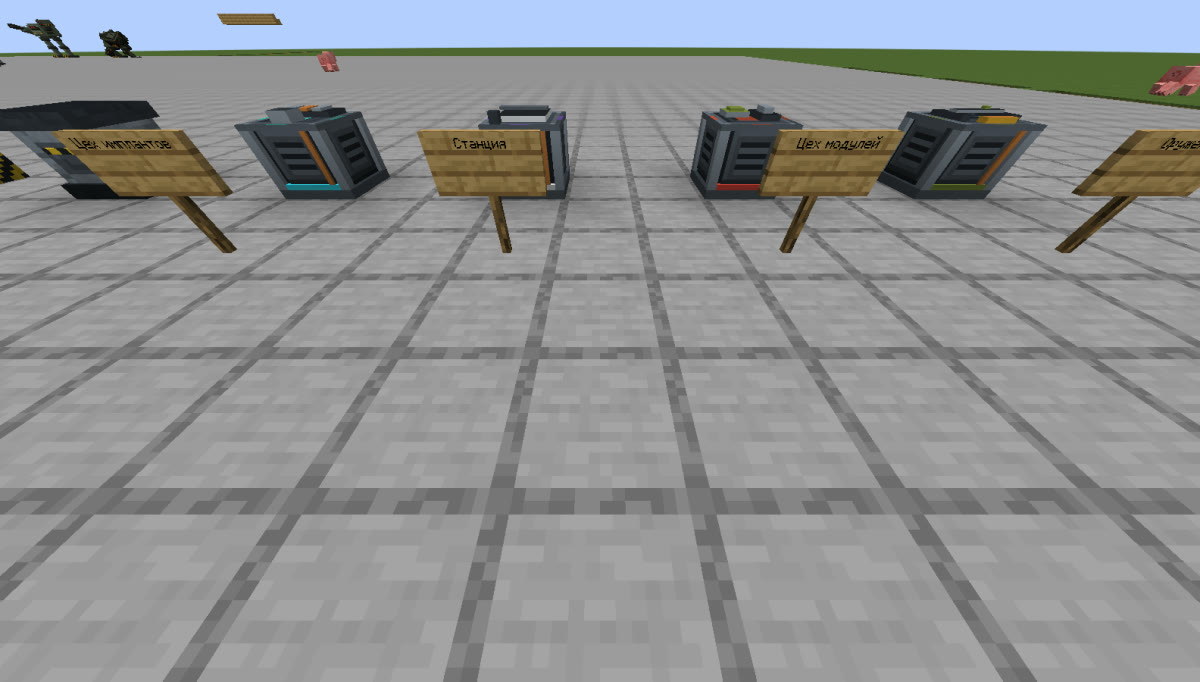 Цех имплантов
Станция
Цех модулей